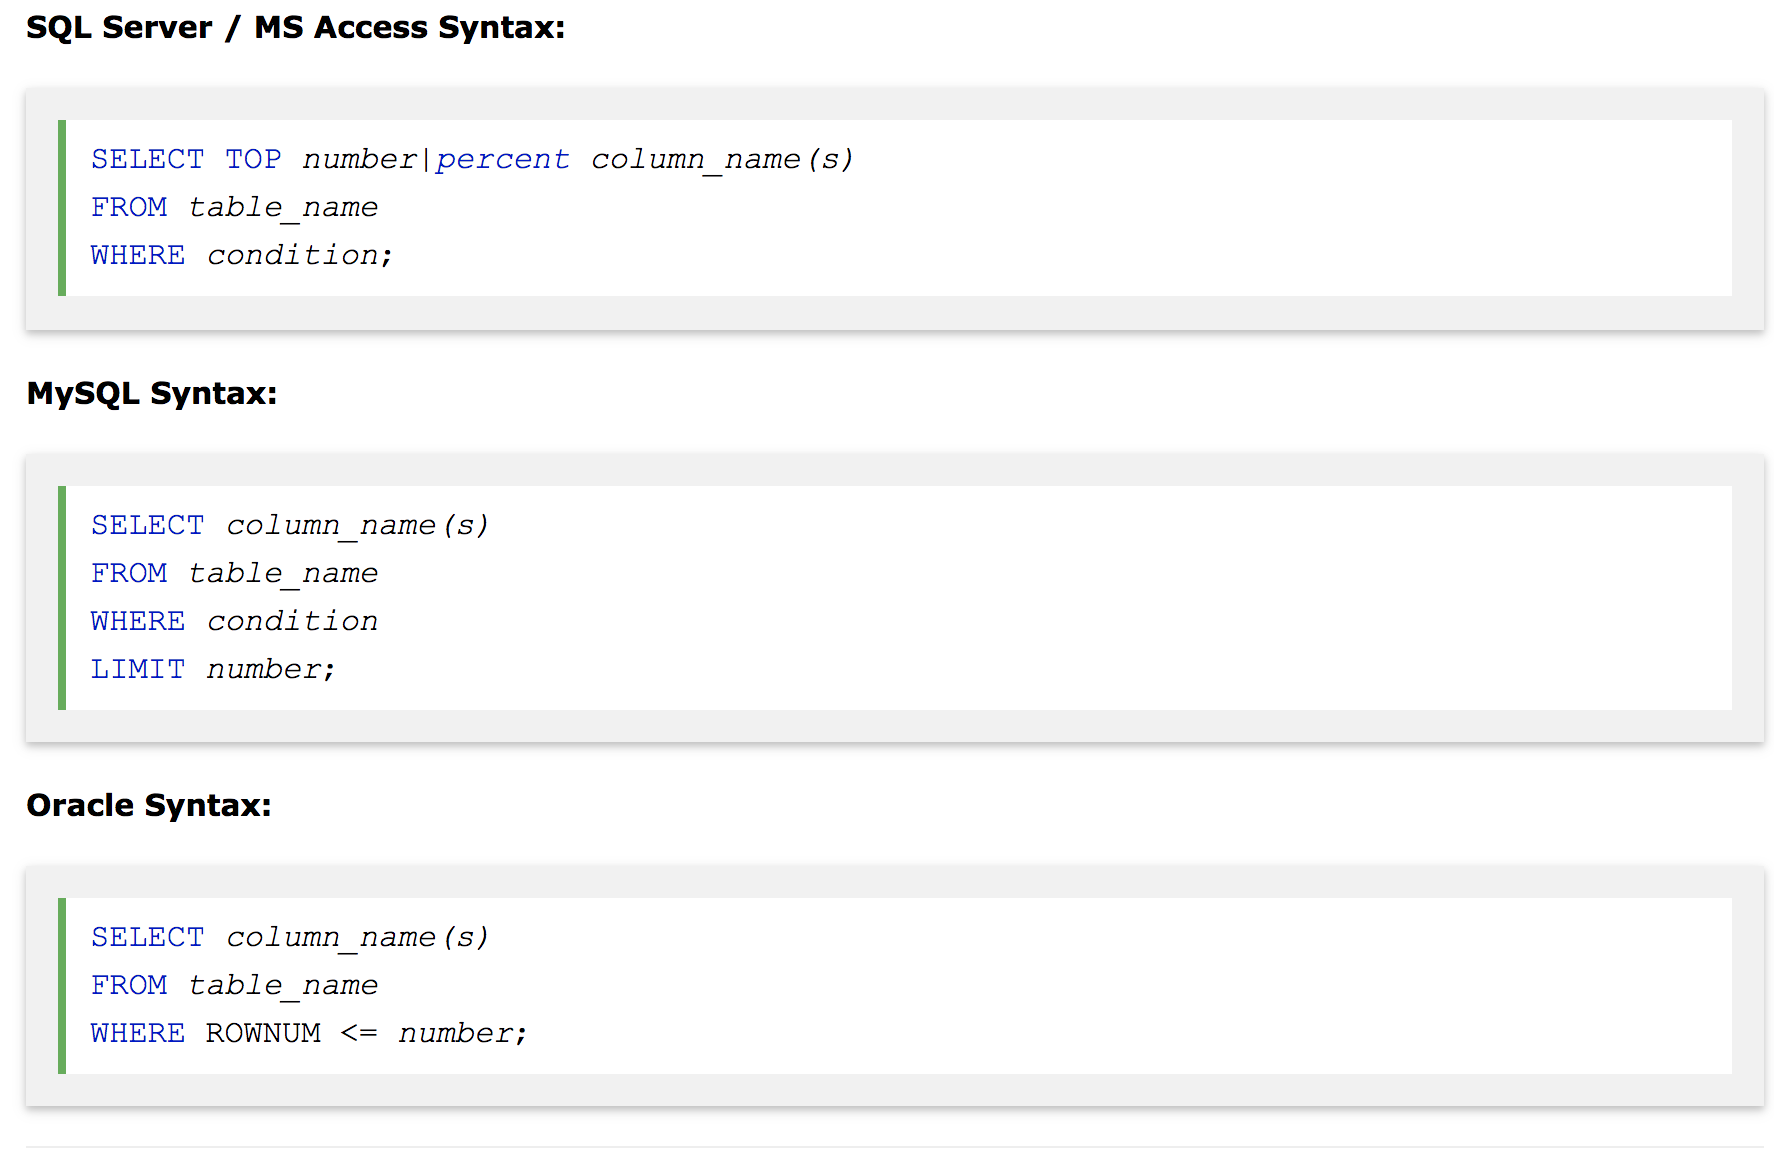 SQL Server / MS Access Syntax:
SELECT TOP number|percent column_name(s)
FROM table_name
WHERE condition;
MySQL Syntax:
SELECT column_name(s)
FROM table_name
WHERE condition
LIMIT number;
Oracle Syntax:
SELECT column_name(s)
FROM table_name
WHERE ROWNUM <= number;